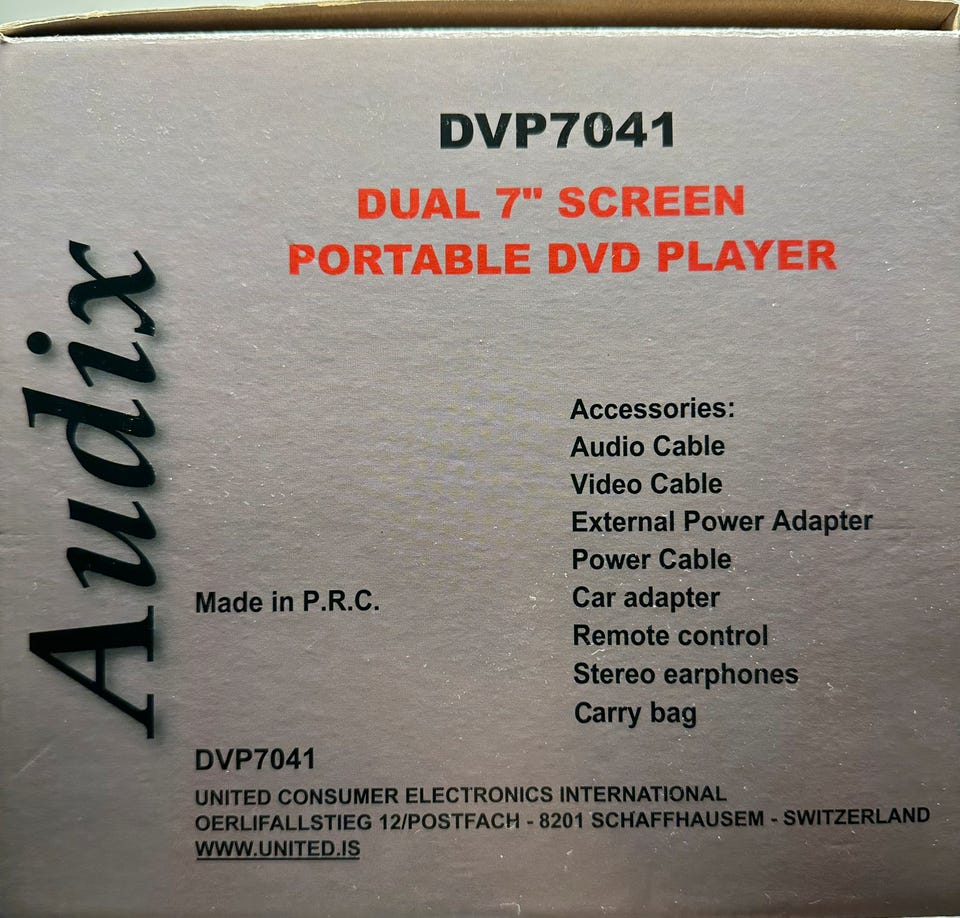 Audix
DVP7041
DUAL 7" SCREEN
PORTABLE DVD PLAYER
Accessories:
Audio Cable
Video Cable
External Power Adapter
Power Cable
Car adapter
Remote control
Stereo earphones
Carry bag
Made in P.R.C.
DVP7041
UNITED CONSUMER ELECTRONICS INTERNATIONAL
OERLIFALLSTIEG 12/POSTFACH - 8201 SCHAFFHAUSEM - SWITZERLAND
WWW.UNITED.IS